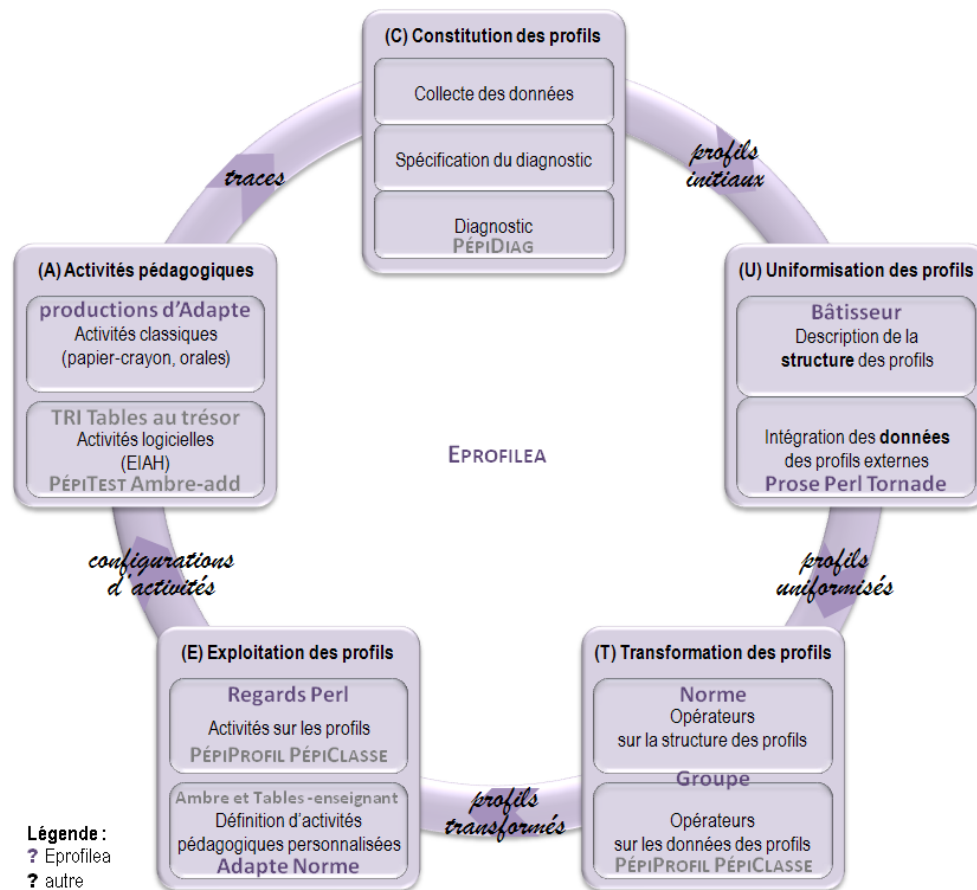 (C) Constitution des profils
Collecte des données
Spécification du diagnostic
Diagnostic
PÉPIDIAG
traces
profils
initiaux
(A) Activités pédagogiques
productions d'Adapte
Activités classiques
(papier-crayon, orales)
TRI Tables au trésor
Activités logicielles
(EIAH)
PÉPITEST Ambre-add
(U) Uniformisation des profils
Bâtisseur
Description de la
structure des profils
Intégration des données
des profils externes
Prose Perl Tornade
EPROFILEA
configurations
d'activités
profils
uniformisés
(E) Exploitation des profils
Regards Perl
Activités sur les profils
PÉPIPROFIL PÉPICLASSE
Ambre et Tables -enseignant
Définition d'activités
pédagogiques personnalisées
Adapte Norme
profils
transformés
(T) Transformation des profils
Norme
Opérateurs
sur la structure des profils
Groupe
Opérateurs
sur les données des profils
PÉPIPROFIL PÉPICLASSE
Légende :
? Eprofilea
? autre